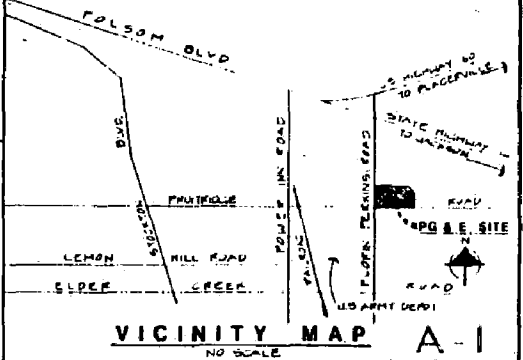 FOLSOM BLVD
US HIGHWAY 50
TO PLACERVILLE
STATE HIGHWAY
TO JACKSON
BLVD.
STOCKTON
POWER INN ROAD
FLORIN PERKINS ROAD
FRUITRIDGE ROAD
PG & E. SITE
N
LEMON HILL ROAD
ELDER CREEK ROAD
U.S ARMY DEPOT
VICINITY MAP A-1
NO SCALE